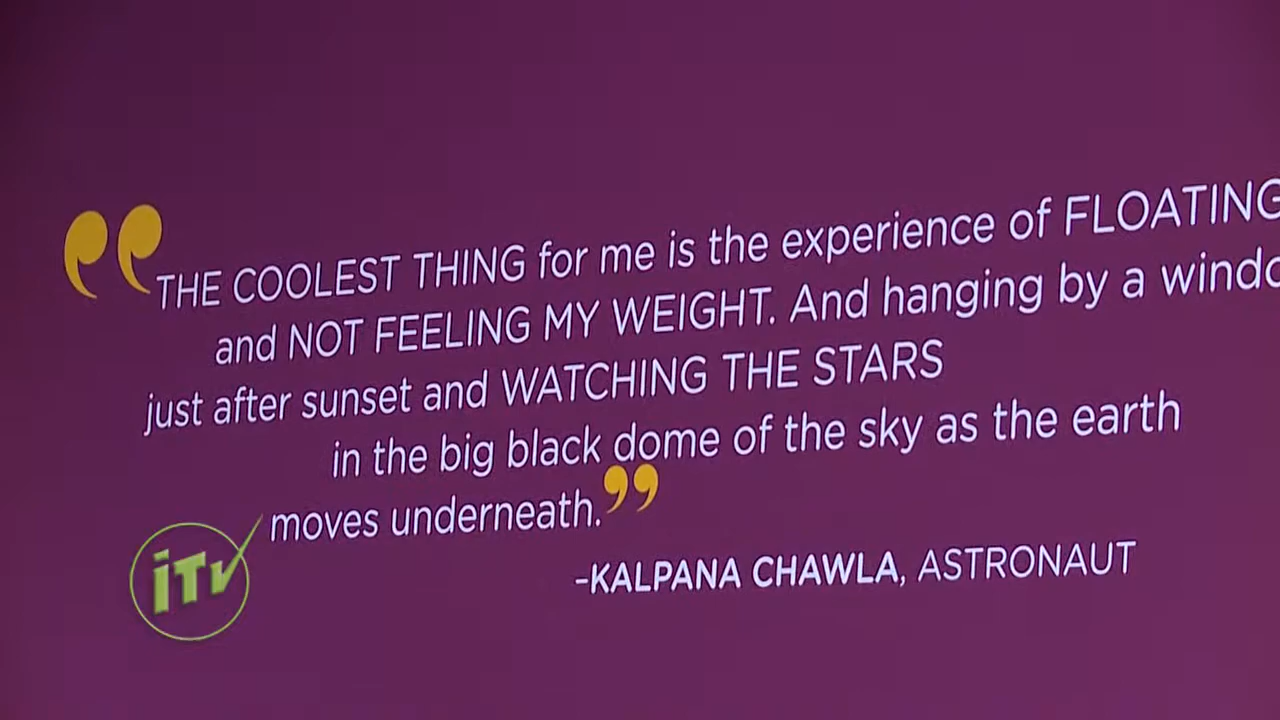 “THE COOLEST THING for me is the experience of FLOATING
and NOT FEELING MY WEIGHT. And hanging by a windo
just after sunset and WATCHING THE STARS
in the big black dome of the sky as the earth
moves underneath.”
-KALPANA CHAWLA, ASTRONAUT
iTV